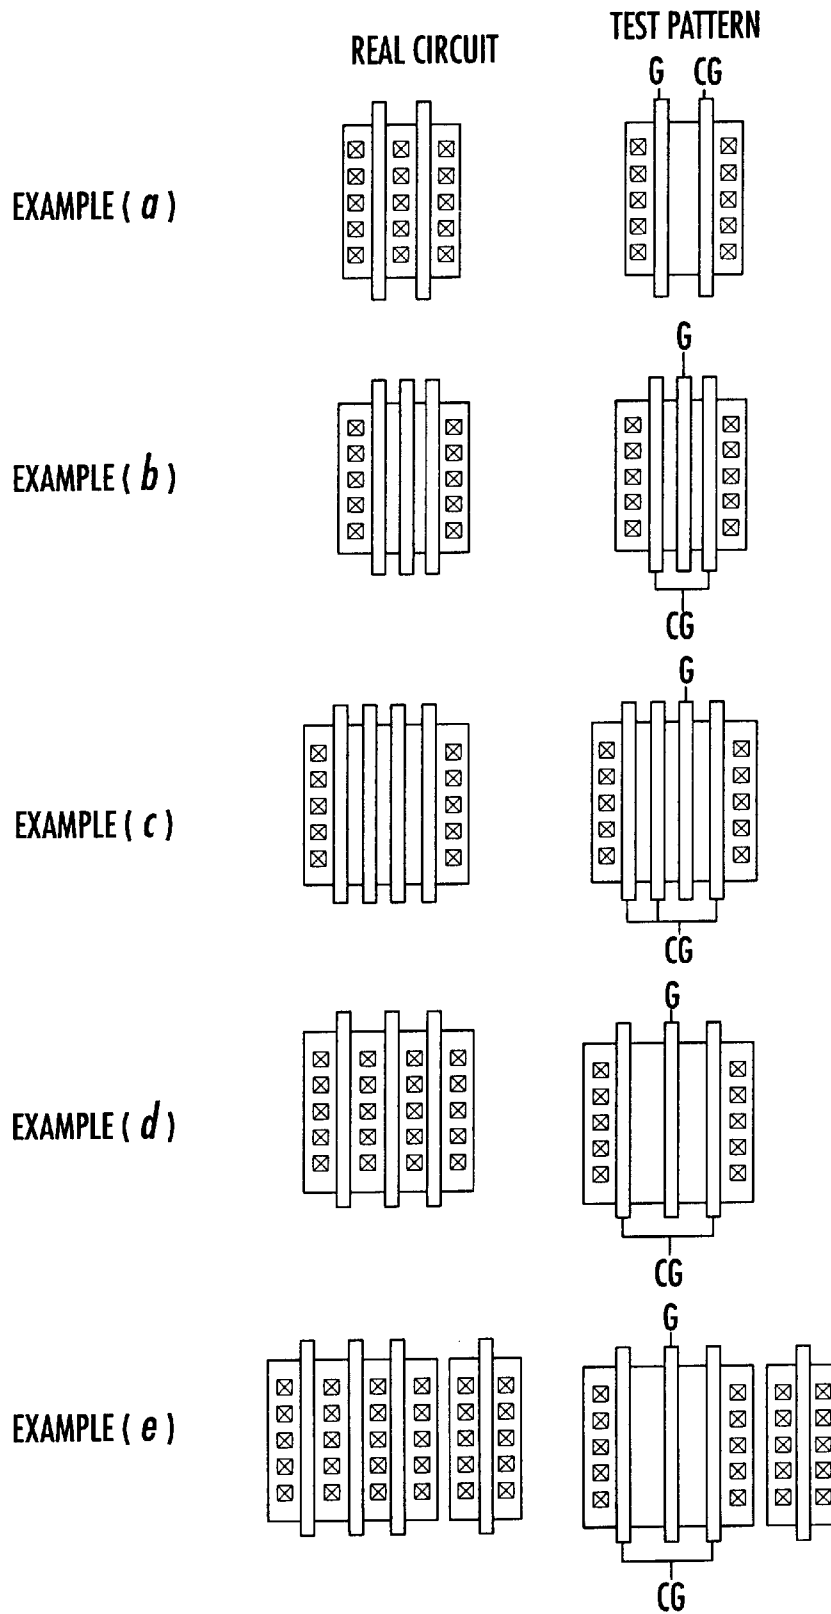 REAL CIRCUIT
TEST PATTERN
G CG
EXAMPLE ( a )
G
EXAMPLE ( b )
CG
G
EXAMPLE ( c )
CG
G
EXAMPLE ( d )
CG
G
EXAMPLE ( e )
CG